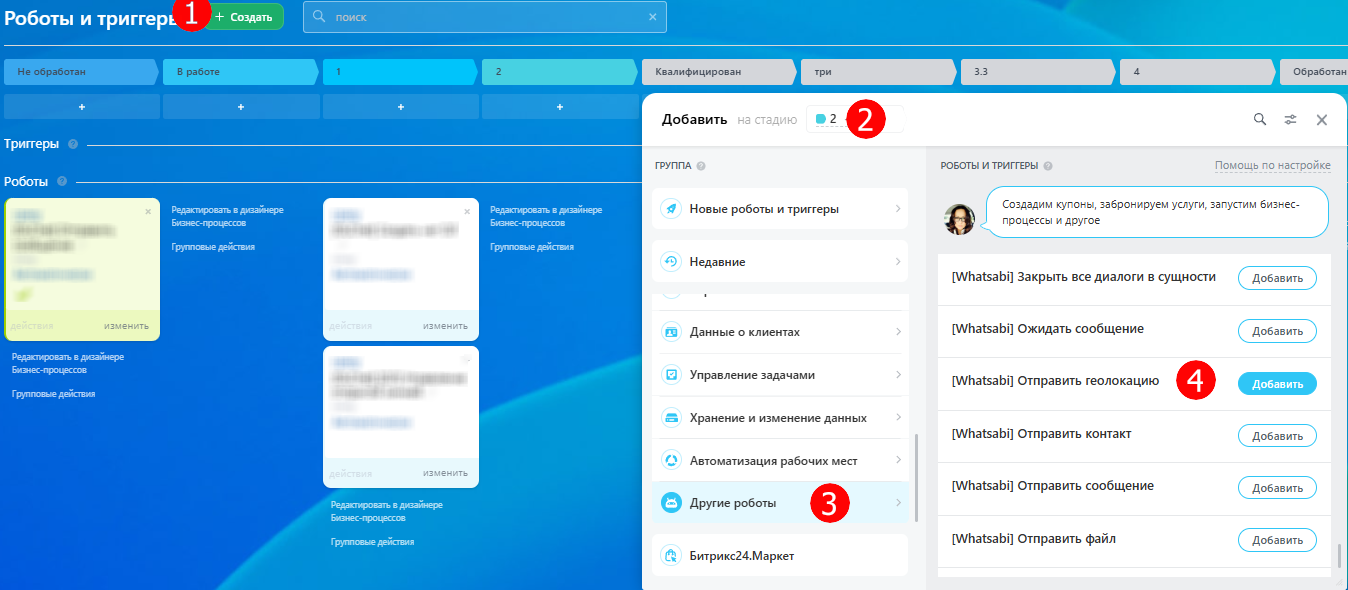 Роботы и триггеры
1
+ Создать
поиск
Не обработан
В работе
1
2
Квалифицирован
три
3.3
4
Обработан
+
+
+
+
Триггеры
Роботы
действия
изменить
Редактировать в дизайнере
Бизнес-процессов
Групповые действия
Редактировать в дизайнере
Бизнес-процессов
Групповые действия
действия
изменить
Редактировать в дизайнере
Бизнес-процессов
Групповые действия
действия
изменить
Редактировать в дизайнере
Бизнес-процессов
Групповые действия
Добавить на стадию
2
2
ГРУППА
Новые роботы и триггеры
Недавние
Данные о клиентах
Управление задачами
Хранение и изменение данных
Автоматизация рабочих мест
Другие роботы
3
Битрикс24.Маркет
РОБОТЫ И ТРИГГЕРЫ
Помощь по настройке
Создадим купоны, забронируем услуги, запустим бизнес-
процессы и другое
[Whatsabi] Закрыть все диалоги в сущности
Добавить
[Whatsabi] Ожидать сообщение
Добавить
[Whatsabi] Отправить геолокацию
4
Добавить
[Whatsabi] Отправить контакт
Добавить
[Whatsabi] Отправить сообщение
Добавить
[Whatsabi] Отправить файл
Добавить